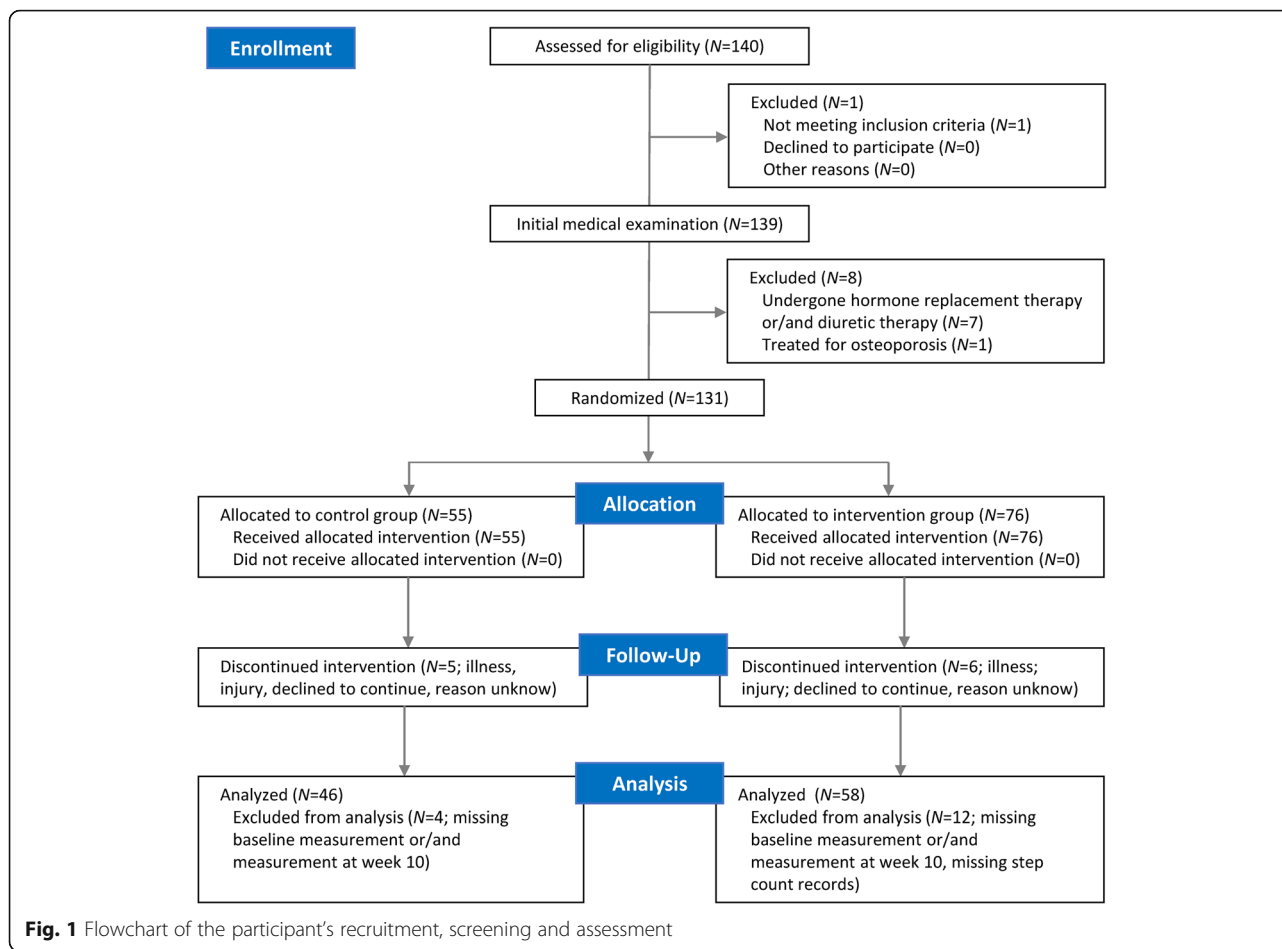 Enrollment
Assessed for eligibility (N=140)
Excluded (N=1)
Not meeting inclusion criteria (N=1)
Declined to participate (N=0)
Other reasons (N=0)
Initial medical examination (N=139)
Excluded (N=8)
Undergone hormone replacement therapy
or/and diuretic therapy (N=7)
Treated for osteoporosis (N=1)
Randomized (N=131)
Allocation
Allocated to control group (N=55)
Received allocated intervention (N=55)
Did not receive allocated intervention (N=0)
Allocated to intervention group (N=76)
Received allocated intervention (N=76)
Did not receive allocated intervention (N=0)
Follow-Up
Discontinued intervention (N=5; illness,
injury, declined to continue, reason unknow)
Discontinued intervention (N=6; illness;
injury; declined to continue, reason unknow)
Analysis
Analyzed (N=46)
Excluded from analysis (N=4; missing
baseline measurement or/and
measurement at week 10)
Analyzed (N=58)
Excluded from analysis (N=12; missing
baseline measurement or/and
measurement at week 10, missing step
count records)
Fig. 1 Flowchart of the participant's recruitment, screening and assessment